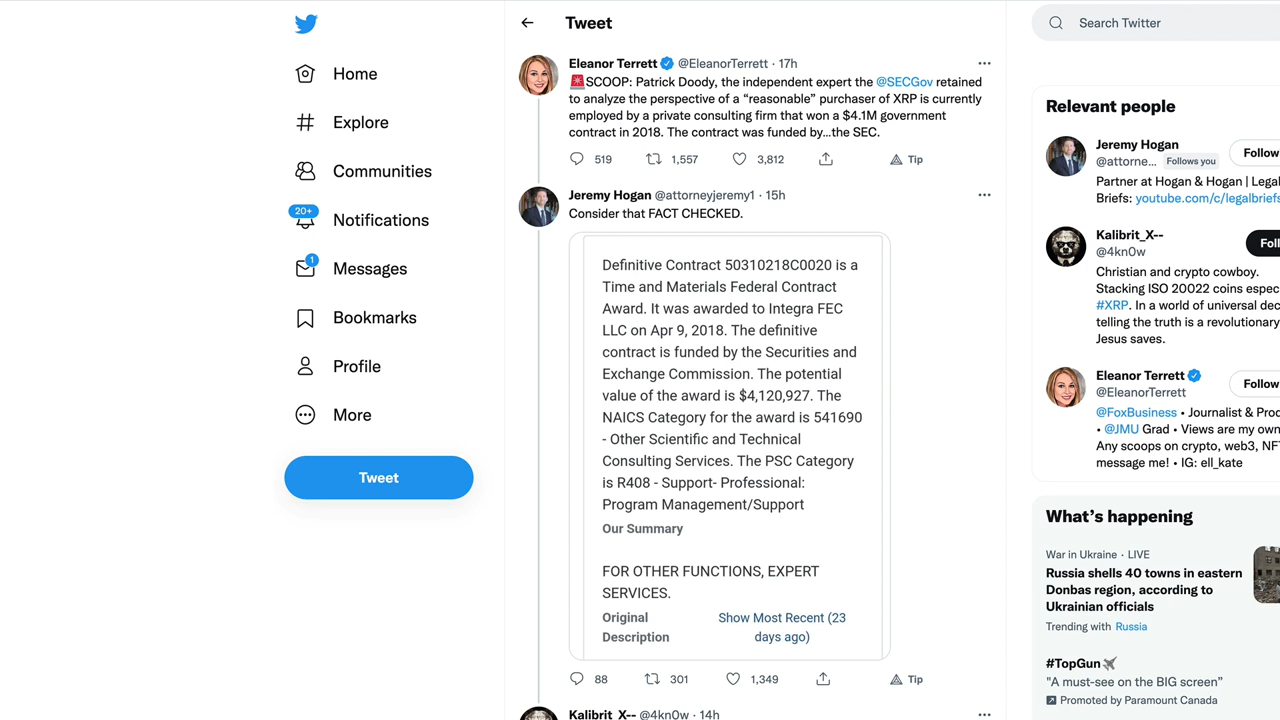 Home
Explore
Communities
20+
Notifications
1
Messages
Bookmarks
Profile
More
Tweet
Tweet
Eleanor Terrett @EleanorTerrett · 17h
🚨SCOOP: Patrick Doody, the independent expert the @SECGov retained
to analyze the perspective of a “reasonable” purchaser of XRP is currently
employed by a private consulting firm that won a $4.1M government
contract in 2018. The contract was funded by...the SEC.
519 1,557 3,812 Tip
Jeremy Hogan @attorneyjeremy1 · 15h
Consider that FACT CHECKED.
Definitive Contract 50310218C0020 is a
Time and Materials Federal Contract
Award. It was awarded to Integra FEC
LLC on Apr 9, 2018. The definitive
contract is funded by the Securities and
Exchange Commission. The potential
value of the award is $4,120,927. The
NAICS Category for the award is 541690
- Other Scientific and Technical
Consulting Services. The PSC Category
is R408 - Support- Professional:
Program Management/Support
Our Summary
FOR OTHER FUNCTIONS, EXPERT
SERVICES.
Original
Description
Show Most Recent (23
days ago)
88 301 1,349 Tip
Kalibrit_X-- @4kn0w · 14h
Search Twitter
Relevant people
Jeremy Hogan
@attorne... Follows you
Follow
Partner at Hogan & Hogan | Legal
Briefs: youtube.com/c/legalbriefs
Kalibrit_X--
@4kn0w
Foll
Christian and crypto cowboy.
Stacking ISO 20022 coins espec
#XRP. In a world of universal dec
telling the truth is a revolutionary
Jesus saves.
Eleanor Terrett
@EleanorTerrett
Follow
@FoxBusiness • Journalist & Proc
• @JMU Grad • Views are my own
Any scoops on crypto, web3, NF
message me! • IG: ell_kate
What’s happening
War in Ukraine · LIVE
Russia shells 40 towns in eastern
Donbas region, according to
Ukrainian officials
Trending with Russia
#TopGun
"A must-see on the BIG screen"
Promoted by Paramount Canada